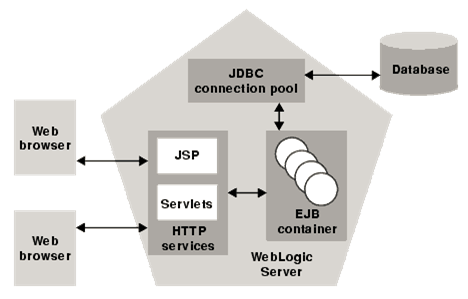 JDBC
connection pool
Database
Web
browser
JSP
Servlets
HTTP
services
EJB
container
Web
browser
WebLogic
Server